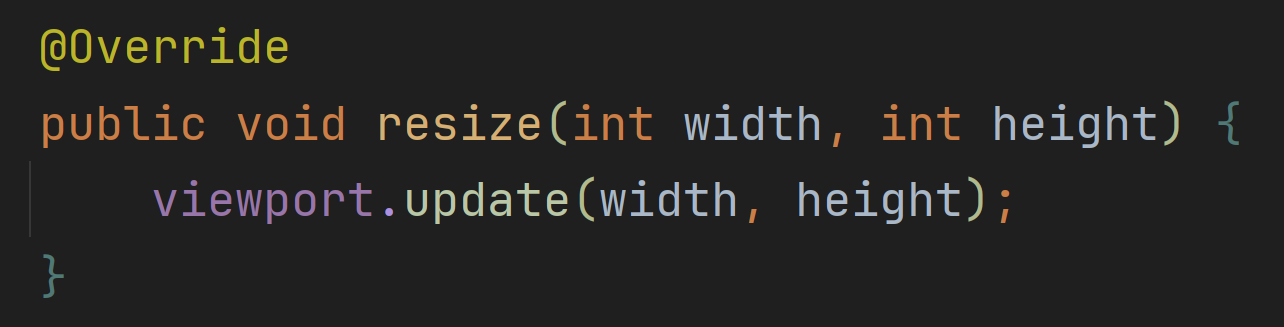 @Override
public void resize(int width, int height) {
    viewport.update(width, height);
}